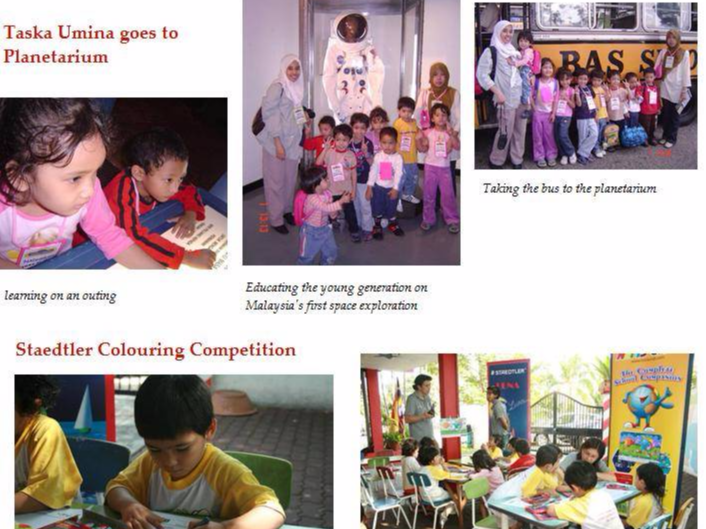 Taska Umina goes to
Planetarium
BAS S
Taking the bus to the planetarium
learning on an outing
Educating the young generation on
Malaysia's first space exploration
Staedtler Colouring Competition
STAEDTLER
LUNA
The Compleat
School Companion